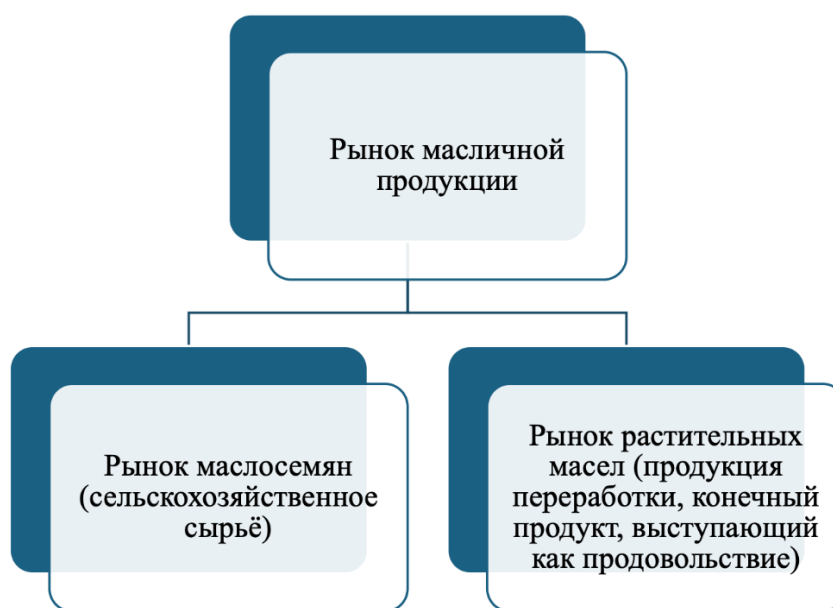 Рынок масличной
продукции
Рынок маслосемян
(сельскохозяйственное
сырьё)
Рынок растительных
масел (продукция
переработки, конечный
продукт, выступающий
как продовольствие)